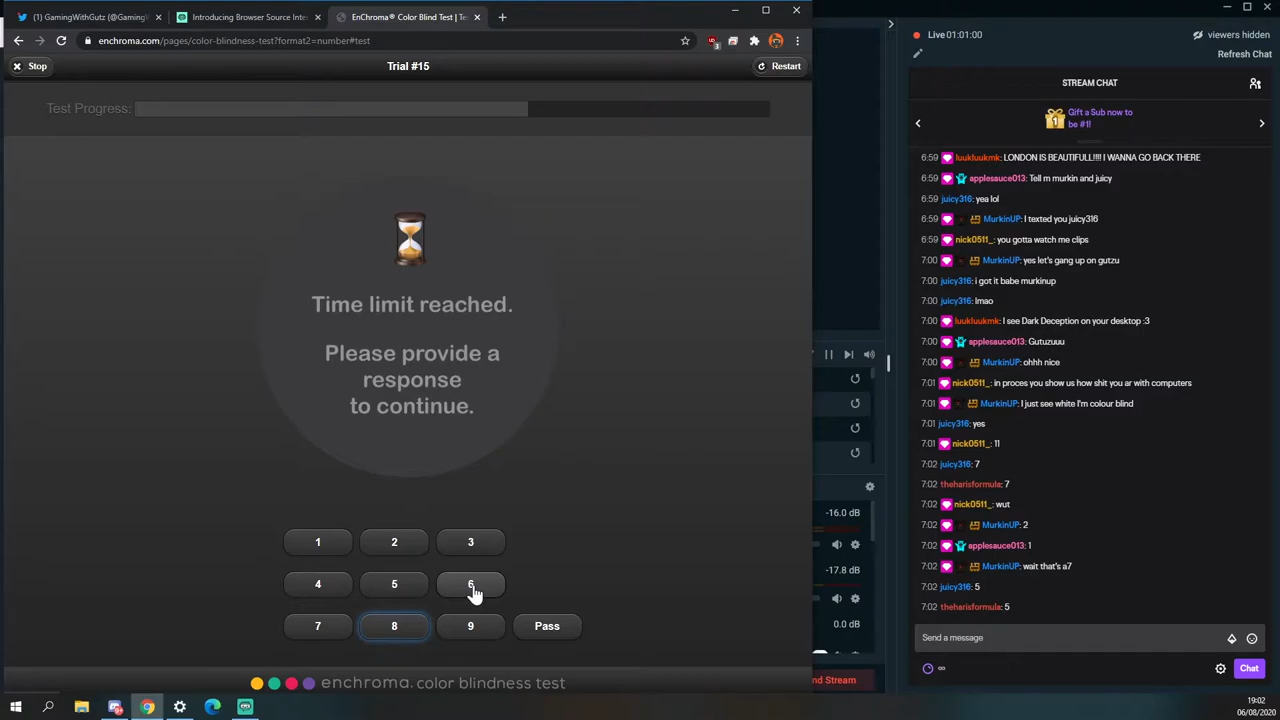 (1) GamingWithGutz (@GamingW
Introducing Browser Source Inte
EnChroma® Color Blind Test | Tes
enchroma.com/pages/color-blindness-test?format2=number#test
3
Stop
Trial #15
Restart
Test Progress:
Time limit reached.
Please provide a
response
to continue.
1
2
3
4
5
6
7
8
9
Pass
enchroma.color blindness test
Live 01:01:00
viewers hidden
Refresh Chat
STREAM CHAT
1
Gift a Sub now to
be #1!
6:59 luukluukmk: LONDON IS BEAUTIFULL!!!! I WANNA GO BACK THERE
6:59 applesauce013: Tell m murkin and juicy
6:59 juicy316: yea lol
6:59 MurkinUP: I texted you juicy316
6:59 nick0511_: you gotta watch me clips
7:00 MurkinUP: yes let's gang up on gutzu
7:00 juicy316: i got it babe murkinup
7:00 juicy316: lmao
7:00 luukluukmk: I see Dark Deception on your desktop :3
7:00 applesauce013: Gutuzuuu
7:00 MurkinUP: ohhh nice
7:01 nick0511_: in proces you show us how shit you ar with computers
7:01 MurkinUP: I just see white I'm colour blind
7:01 juicy316: yes
7:01 nick0511_: 11
7:02 juicy316: 7
7:02 theharisformula: 7
7:02 nick0511_: wut
7:02 MurkinUP: 2
7:02 applesauce013: 1
7:02 MurkinUP: wait that's a7
7:02 juicy316: 5
7:02 theharisformula: 5
Send a message
∞
Chat
-16.0 dB
-17.8 dB
0.0 dB
nd Stream
19:02
06/08/2020